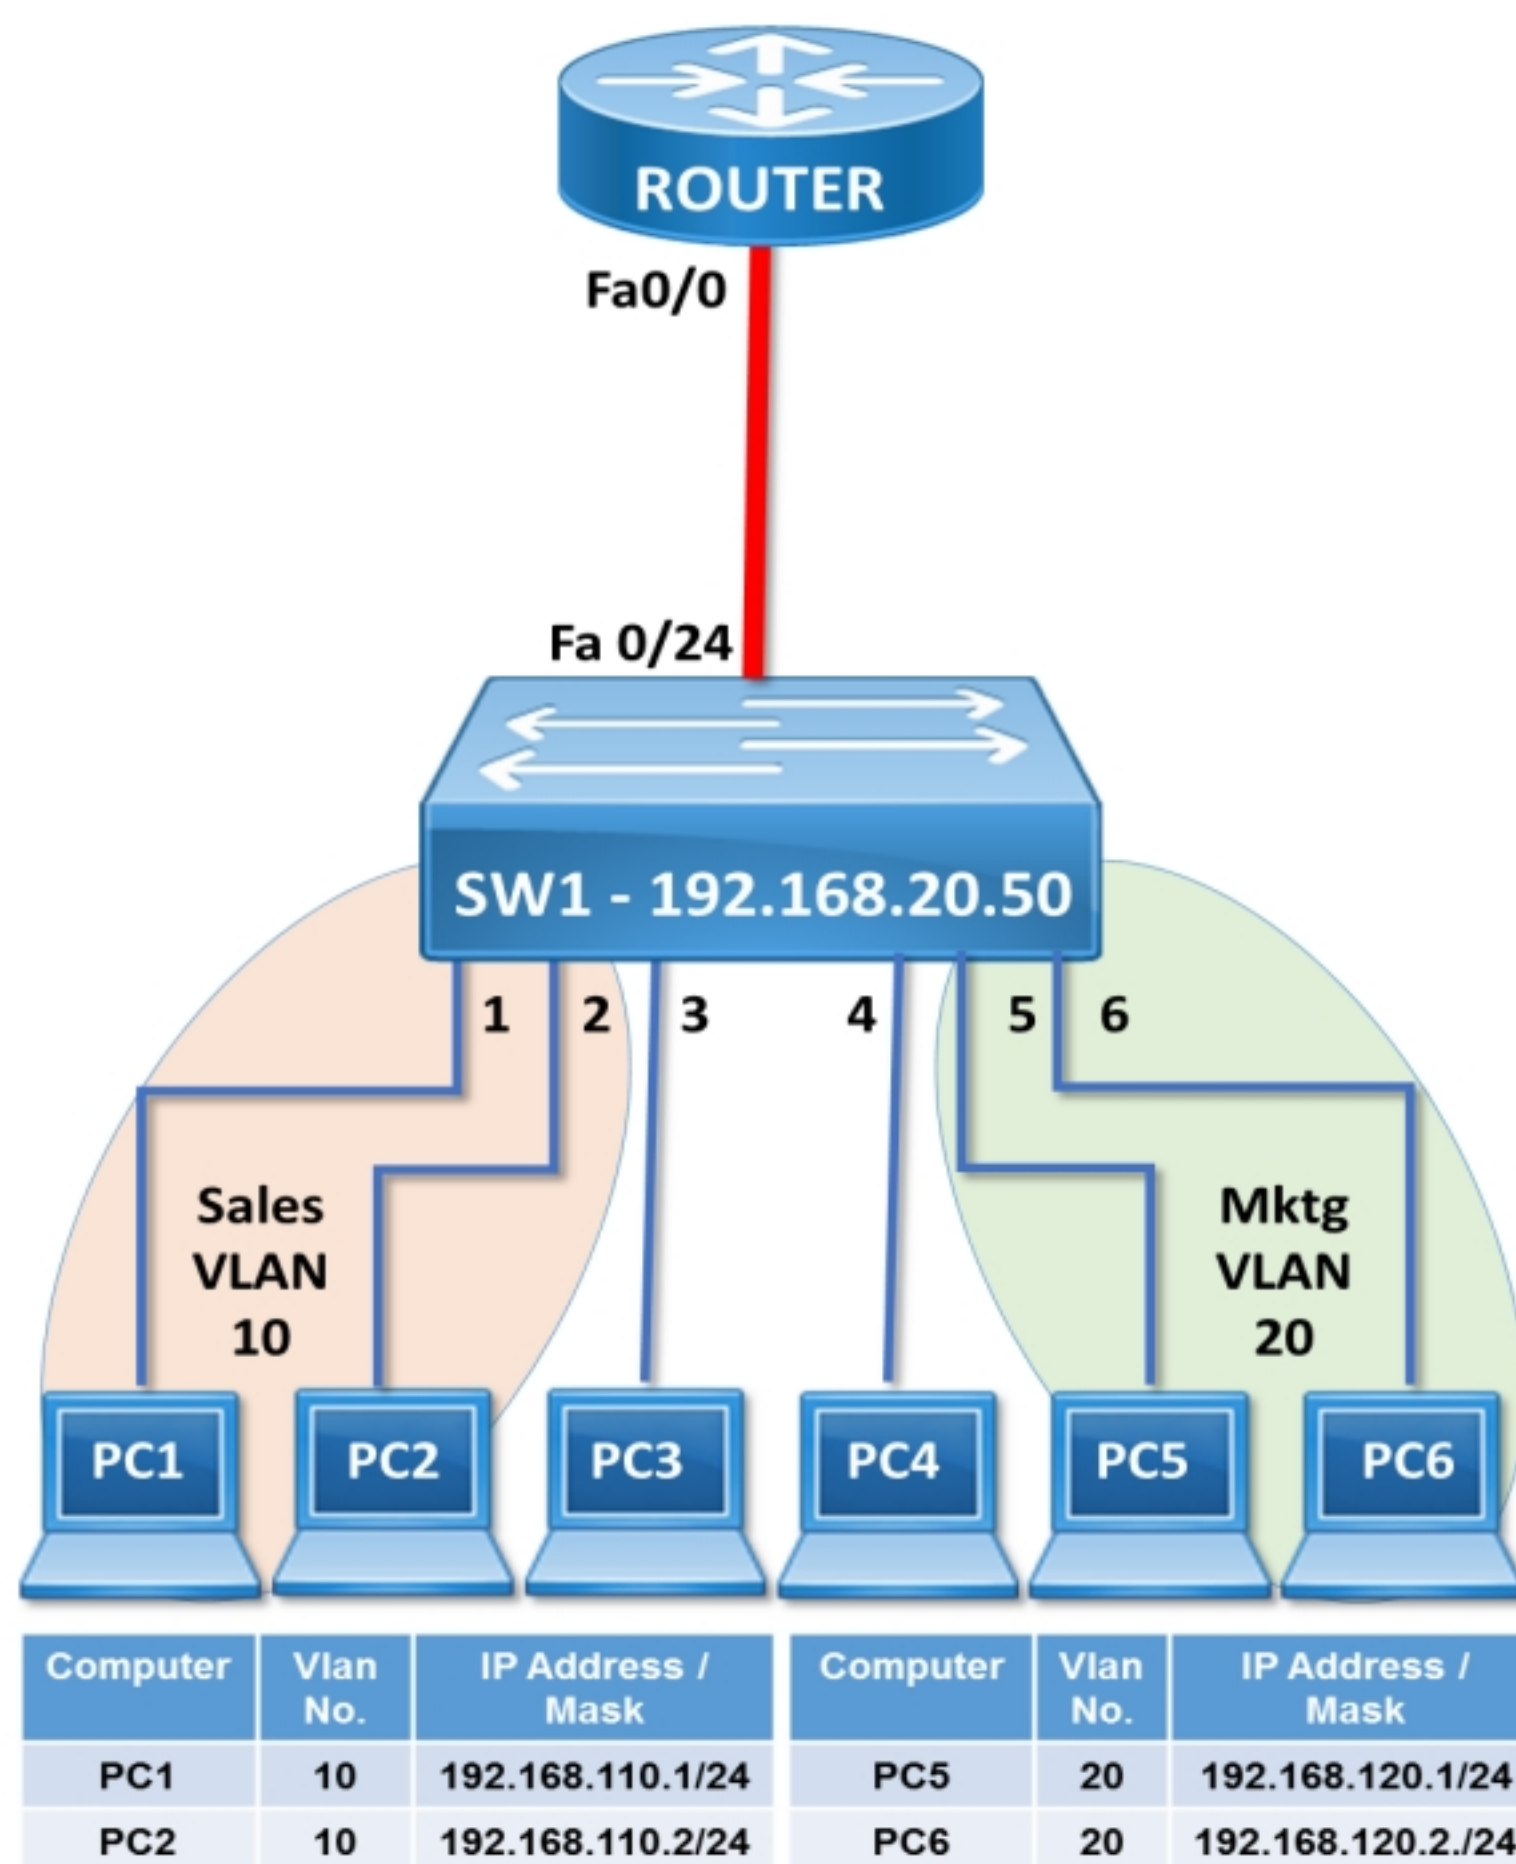 ROUTER
Fa0/0
Fa 0/24
SW1 - 192.168.20.50
1 2 3 4 5 6
Sales
VLAN
10
Mktg
VLAN
20
PC1 PC2 PC3 PC4 PC5 PC6
Computer Vlan No. IP Address / Mask Computer Vlan No. IP Address / Mask
PC1 10 192.168.110.1/24 PC5 20 192.168.120.1/24
PC2 10 192.168.110.2/24 PC6 20 192.168.120.2./24